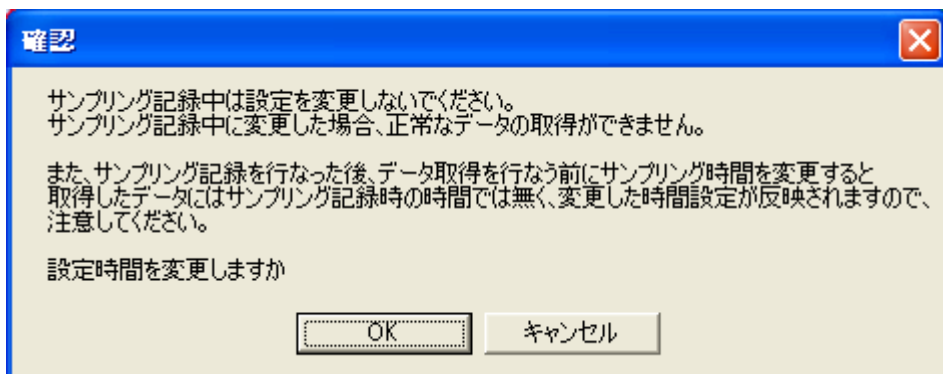 確認
サンプリング記録中は設定を変更しないでください。
サンプリング記録中に変更した場合、正常なデータの取得ができません。
また、サンプリング記録を行なった後、データ取得を行なう前にサンプリング時間を変更すると
取得したデータにはサンプリング記録時の時間では無く、変更した時間設定が反映されますので、
注意してください。
設定時間を変更しますか
OK
キャンセル